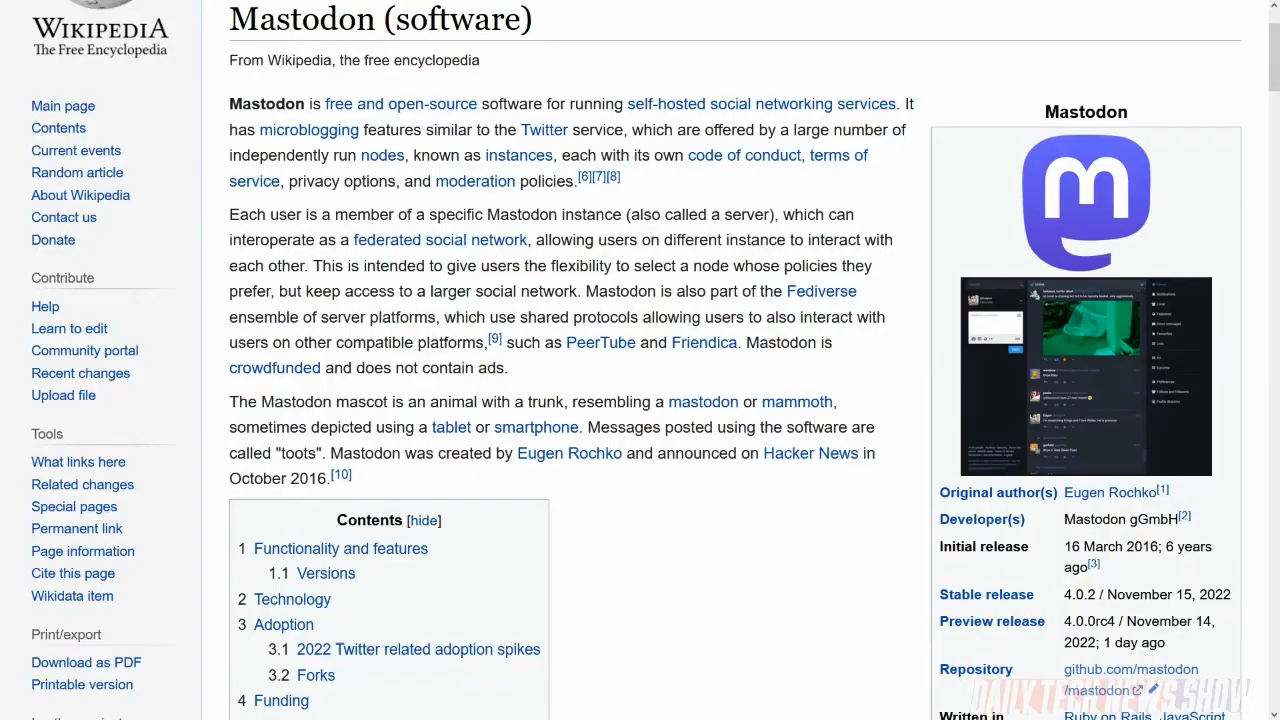 WIKIPEDIA
The Free Encyclopedia
Main page
Contents
Current events
Random article
About Wikipedia
Contact us
Donate
Contribute
Help
Learn to edit
Community portal
Recent changes
Upload file
Tools
What links here
Related changes
Special pages
Permanent link
Page information
Cite this page
Wikidata item
Print/export
Download as PDF
Printable version
Mastodon (software)
From Wikipedia, the free encyclopedia
Mastodon is free and open-source software for running self-hosted social networking services. It
has microblogging features similar to the Twitter service, which are offered by a large number of
independently run nodes, known as instances, each with its own code of conduct, terms of
service, privacy options, and moderation policies.[6][7][8]
Each user is a member of a specific Mastodon instance (also called a server), which can
interoperate as a federated social network, allowing users on different instance to interact with
each other. This is intended to give users the flexibility to select a node whose policies they
prefer, but keep access to a larger social network. Mastodon is also part of the Fediverse
ensemble of server platforms, which use shared protocols allowing users to also interact with
users on other compatible platforms,[9] such as PeerTube and Friendica. Mastodon is
crowdfunded and does not contain ads.
The Mastodon mascot is an animal with a trunk, resembling a mastodon or mammoth,
sometimes depicted using a tablet or smartphone. Messages posted using the software are
called "toots". Mastodon was created by Eugen Rochko and announced on Hacker News in
October 2016.[10]
Contents [hide]
1 Functionality and features
1.1 Versions
2 Technology
3 Adoption
3.1 2022 Twitter related adoption spikes
3.2 Forks
4 Funding
Mastodon
Original author(s) Eugen Rochko[1]
Developer(s) Mastodon gGmbH[2]
Initial release 16 March 2016; 6 years
ago[3]
Stable release 4.0.2 / November 15, 2022
Preview release 4.0.0rc4 / November 14,
2022; 1 day ago
Repository github.com/mastodon
/mastodon
Written in Ruby on Rails, JavaScript
DAILY TECH NEWS SHOW